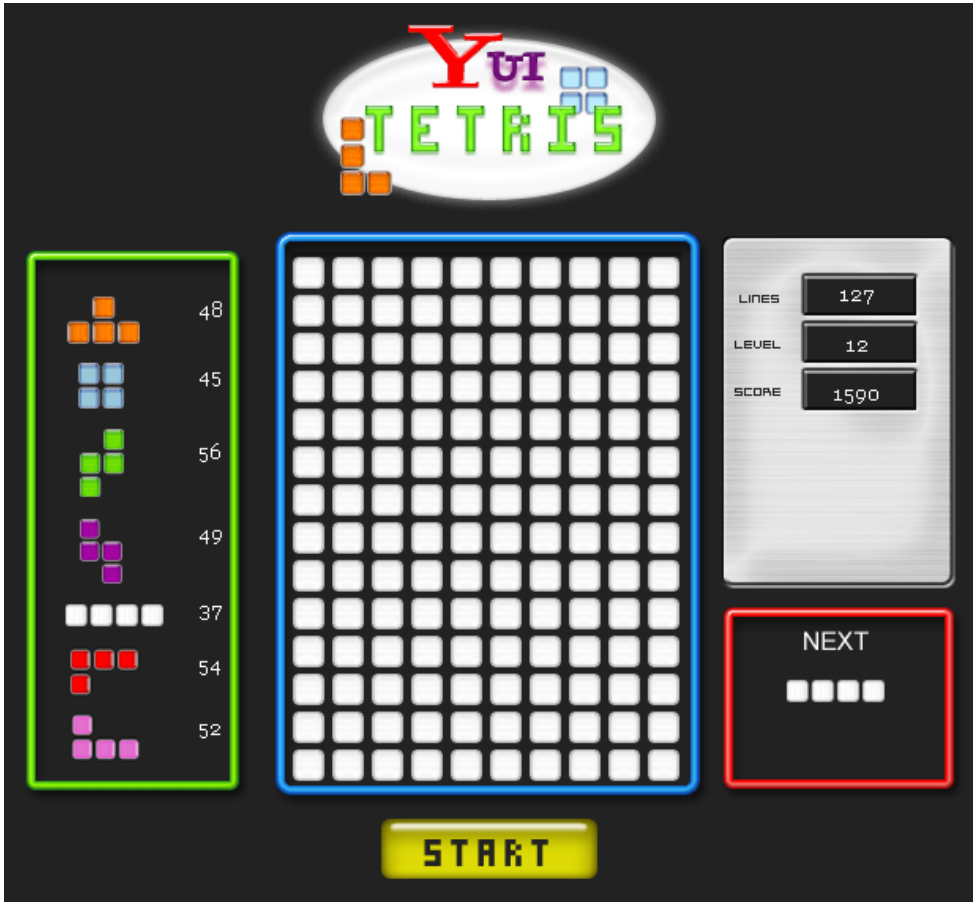 YUI
TETRIS
48
45
56
49
37
54
52
LINES 127
LEVEL 12
SCORE 1590
NEXT
START